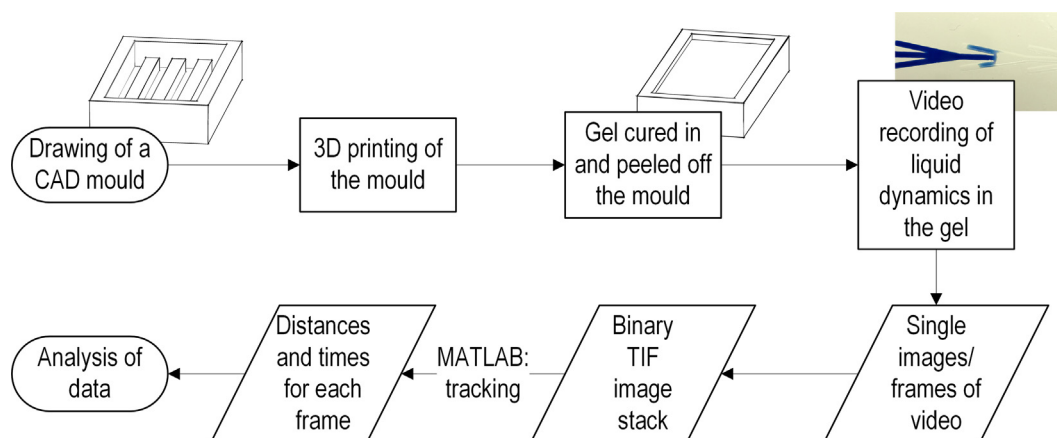 Drawing of a
CAD mould
3D printing of
the mould
Gel cured in
and peeled off
the mould
Video
recording of
liquid
dynamics in
the gel
Single
images/
frames of
video
Binary
TIF
image
stack
MATLAB:
tracking
Distances
and times
for each
frame
Analysis of
data